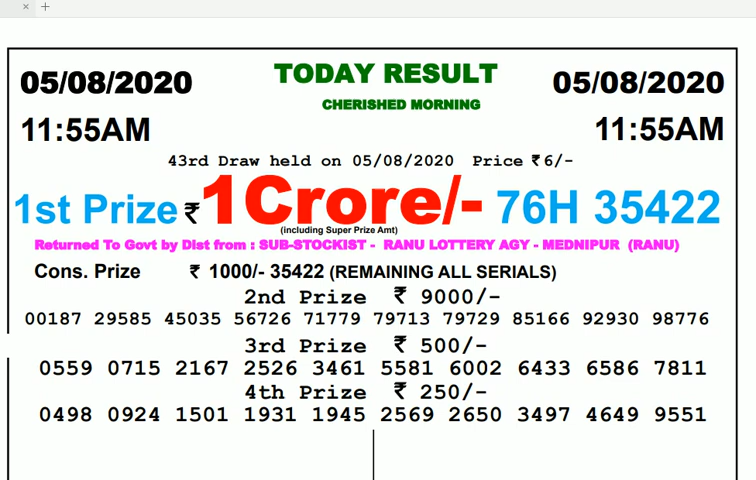 TODAY RESULT
05/08/2020 05/08/2020
CHERISHED MORNING
11:55AM 11:55AM
43rd Draw held on 05/08/2020 Price ₹6/-
1st Prize ₹1Crore/- 76H 35422
(including Super Prize Amt)
Returned To Govt by Dist from : SUB-STOCKIST - RANU LOTTERY AGY - MEDNIPUR (RANU)
Cons. Prize ₹ 1000/- 35422 (REMAINING ALL SERIALS)
2nd Prize ₹ 9000/-
00187 29585 45035 56726 71779 79713 79729 85166 92930 98776
3rd Prize ₹ 500/-
0559 0715 2167 2526 3461 5581 6002 6433 6586 7811
4th Prize ₹ 250/-
0498 0924 1501 1931 1945 2569 2650 3497 4649 9551